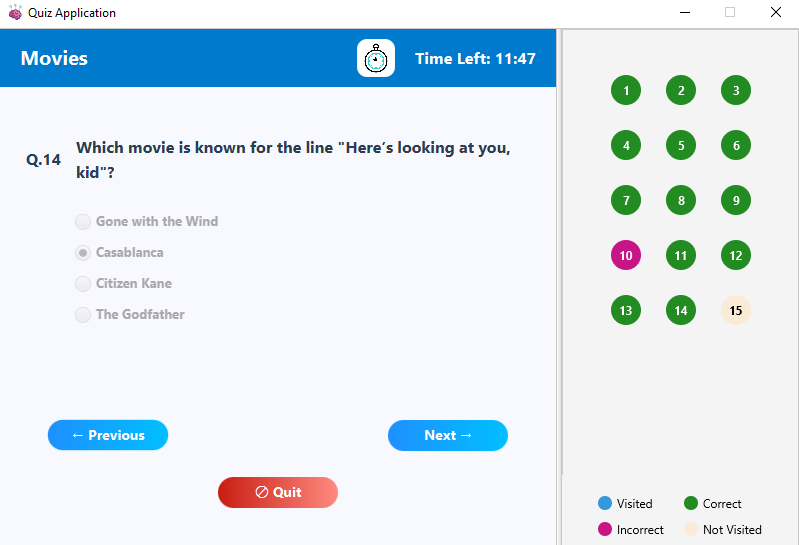 Quiz Application
Movies
Time Left: 11:47
Q.14
Which movie is known for the line "Here’s looking at you,
kid"?
Gone with the Wind
Casablanca
Citizen Kane
The Godfather
← Previous
Next →
Quit
1 2 3
4 5 6
7 8 9
10 11 12
13 14 15
Visited
Correct
Incorrect
Not Visited